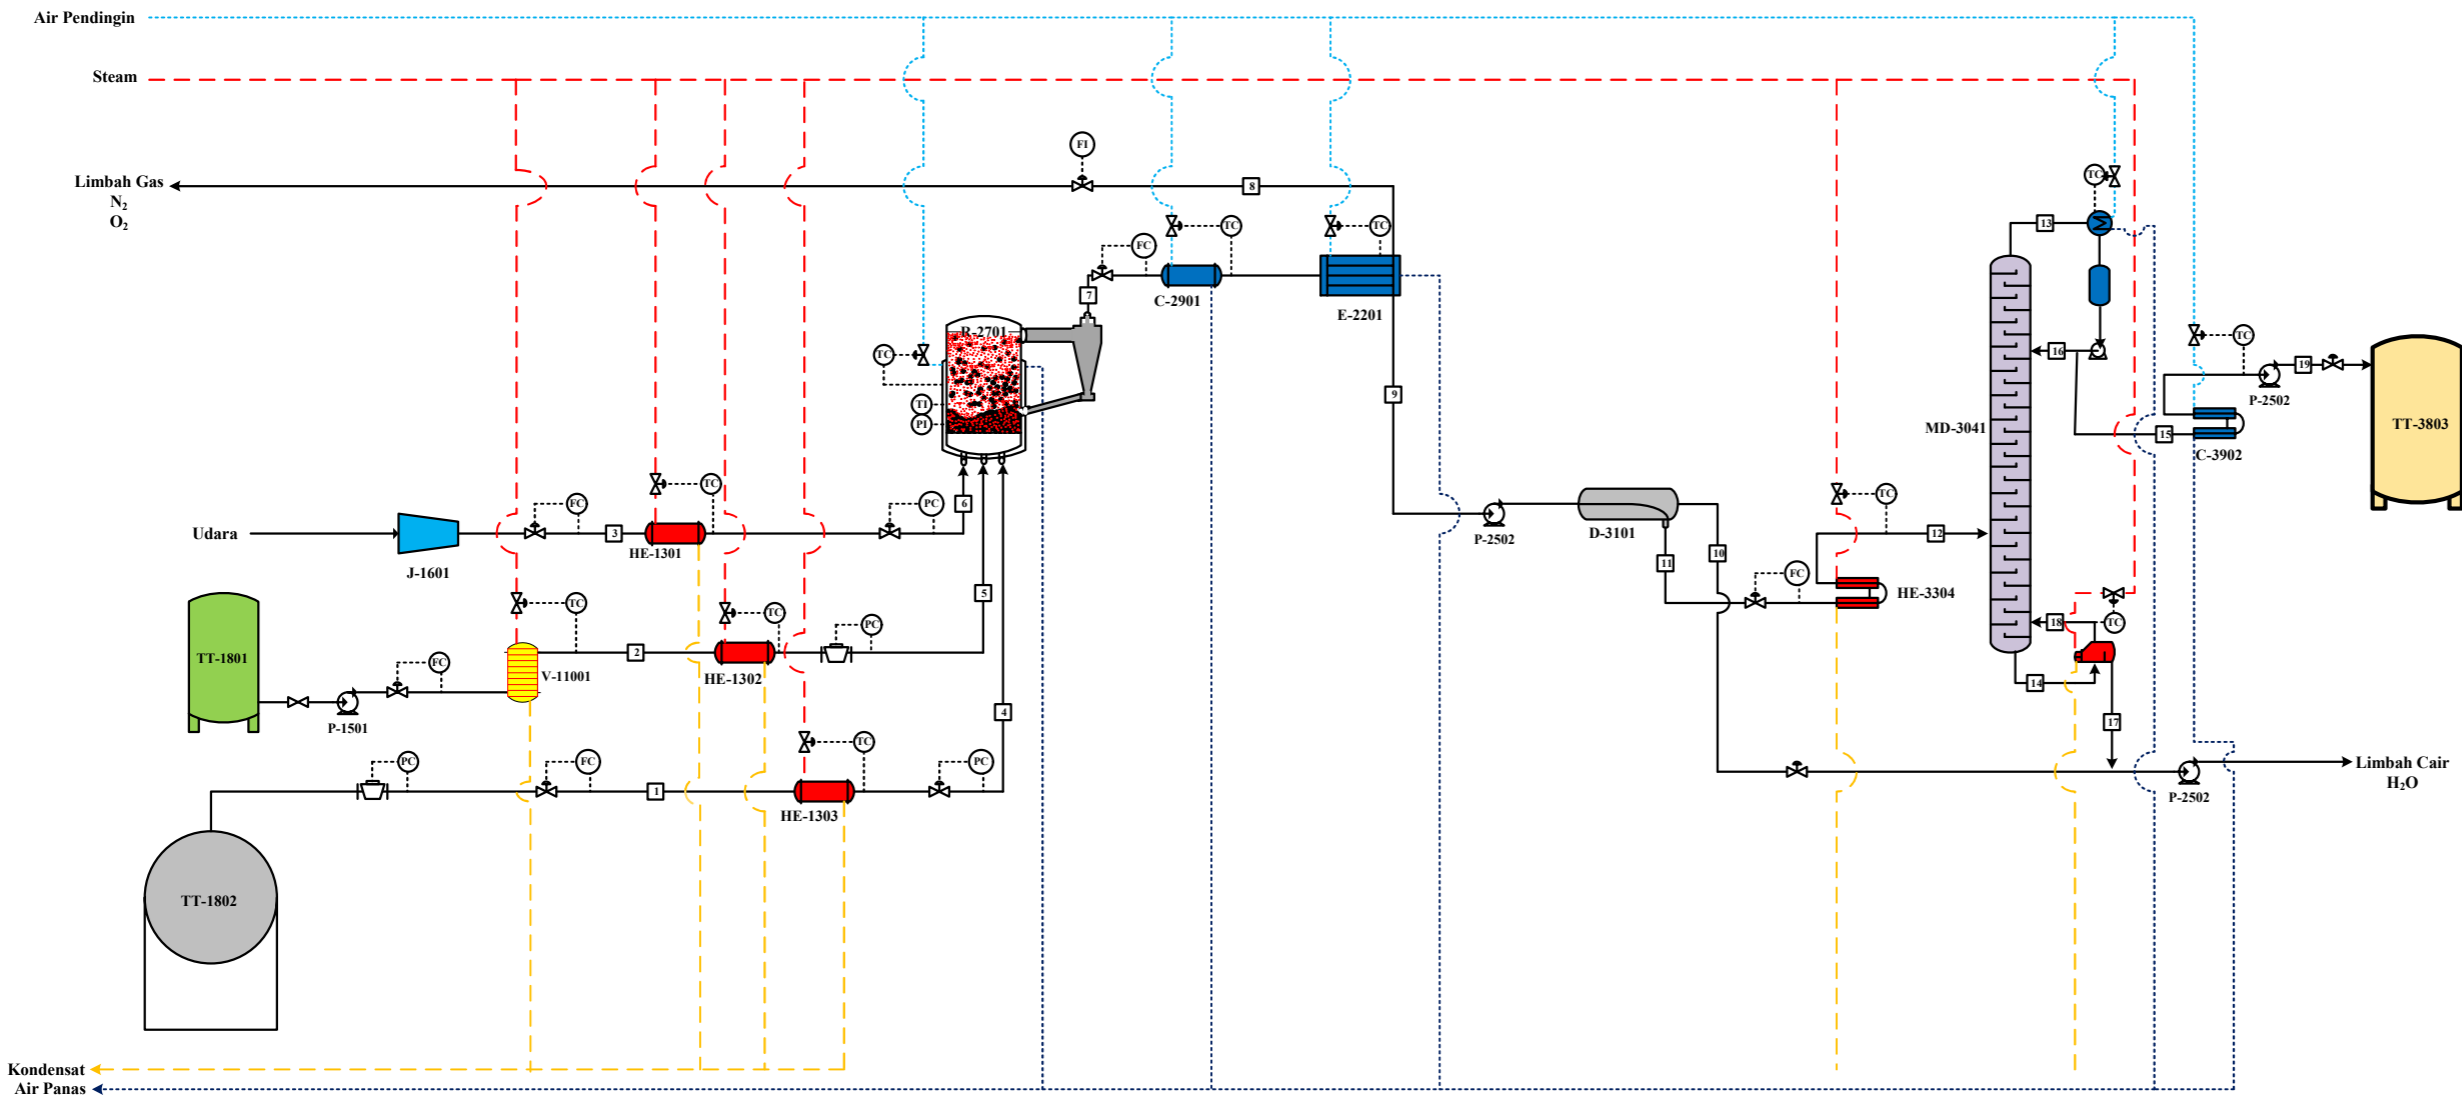 Air Pendingin
Steam
FI
Limbah Gas
N₂
O₂
8
TC
13
FC
TC
TC
7
C-2901
E-2201
R-2701
TC
TI
PI
16
TC
P-2502
19
TT-3803
9
MD-3041
15
C-3902
FC
TC
PC
6
Udara
3
J-1601
HE-1301
P-2502
D-3101
10
11
TC
12
FC
HE-3304
TC
TC
PC
5
TT-1801
2
V-11001
HE-1302
FC
P-1501
18
TC
14
17
4
PC
FC
TC
PC
1
HE-1303
P-2502
Limbah Cair
H₂O
TT-1802
Kondensat
Air Panas